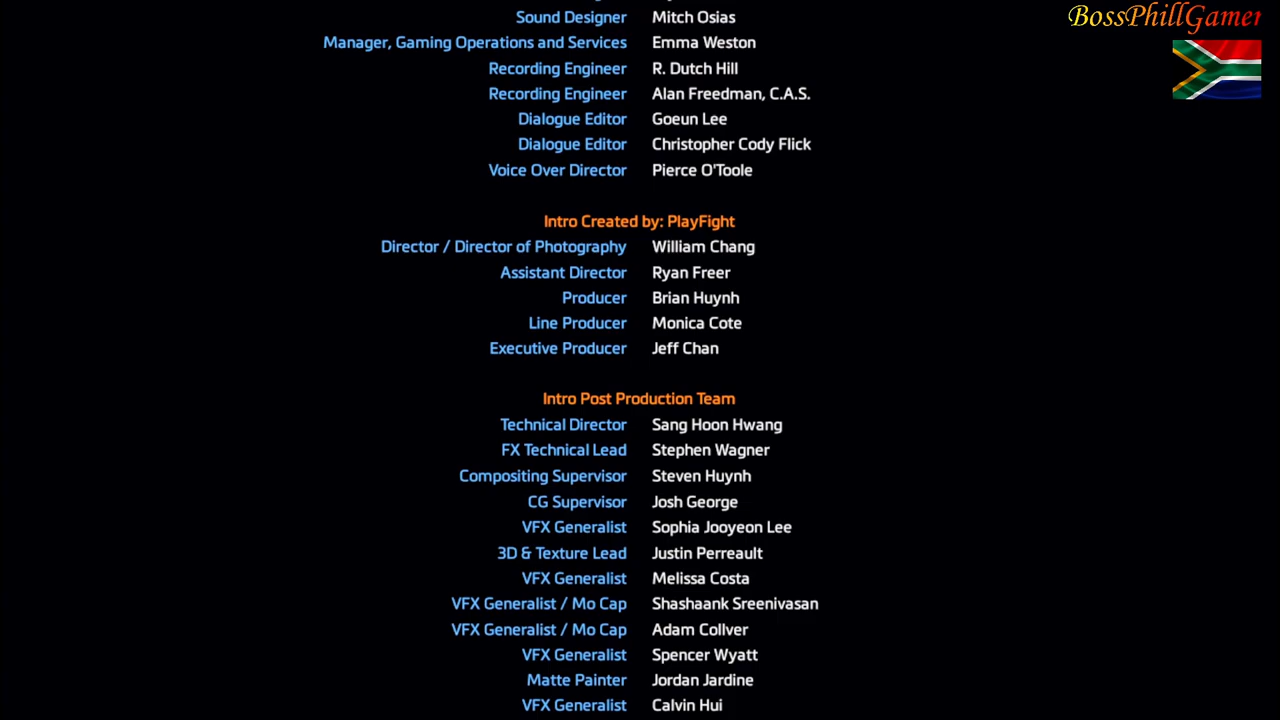 BossPhillGamer
Sound Designer Mitch Osias
Manager, Gaming Operations and Services Emma Weston
Recording Engineer R. Dutch Hill
Recording Engineer Alan Freedman, C.A.S.
Dialogue Editor Goeun Lee
Dialogue Editor Christopher Cody Flick
Voice Over Director Pierce O'Toole
Intro Created by: PlayFight
Director / Director of Photography William Chang
Assistant Director Ryan Freer
Producer Brian Huynh
Line Producer Monica Cote
Executive Producer Jeff Chan
Intro Post Production Team
Technical Director Sang Hoon Hwang
FX Technical Lead Stephen Wagner
Compositing Supervisor Steven Huynh
CG Supervisor Josh George
VFX Generalist Sophia Jooyeon Lee
3D & Texture Lead Justin Perreault
VFX Generalist Melissa Costa
VFX Generalist / Mo Cap Shashaank Sreenivasan
VFX Generalist / Mo Cap Adam Collver
VFX Generalist Spencer Wyatt
Matte Painter Jordan Jardine
VFX Generalist Calvin Hui